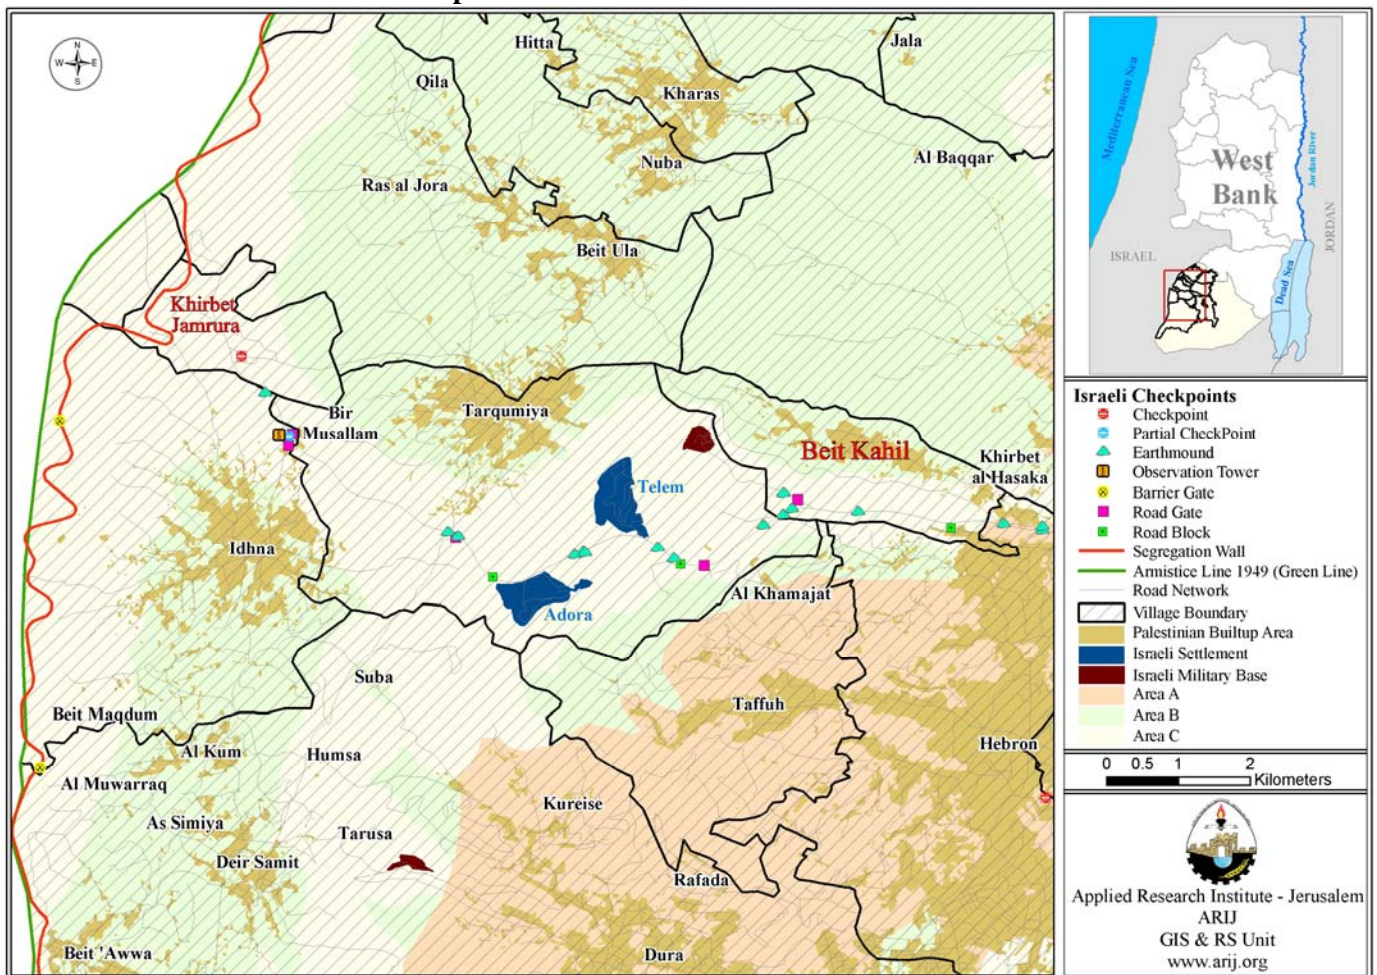 N
W E
S
Hitta
Jala
Qila
Kharas
Nuba
Al Baqqar
Ras al Jora
Beit Ula
Khirbet
Jamrura
Bir
Musallam
Tarqumiya
Beit Kahil
Khirbet
al Hasaka
Telem
Idhna
Adora
Al Khamajat
Suba
Taffuh
Beit Maqdum
Al Kum
Humsa
Hebron
Al Muwarraq
Kureise
As Simiya
Tarusa
Deir Samit
Rafada
Beit 'Awwa
Dura
Mediterranean Sea
West
Bank
Jordan River
JORDAN
ISRAEL
Dead Sea
Israeli Checkpoints
Checkpoint
Partial CheckPoint
Earthmound
Observation Tower
Barrier Gate
Road Gate
Road Block
Segregation Wall
Armistice Line 1949 (Green Line)
Road Network
Village Boundary
Palestinian Builtup Area
Israeli Settlement
Israeli Military Base
Area A
Area B
Area C
0 0.5 1 2
Kilometers
Applied Research Institute - Jerusalem
ARIJ
GIS & RS Unit
www.arij.org